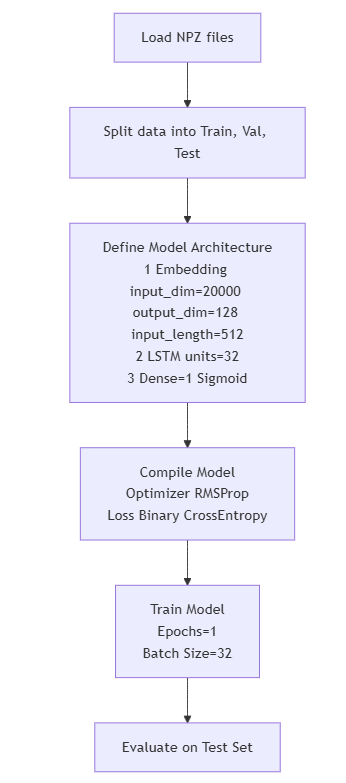 Load NPZ files
Split data into Train, Val,
Test
Define Model Architecture
1 Embedding
input_dim=20000
output_dim=128
input_length=512
2 LSTM units=32
3 Dense=1 Sigmoid
Compile Model
Optimizer RMSProp
Loss Binary CrossEntropy
Train Model
Epochs=1
Batch Size=32
Evaluate on Test Set